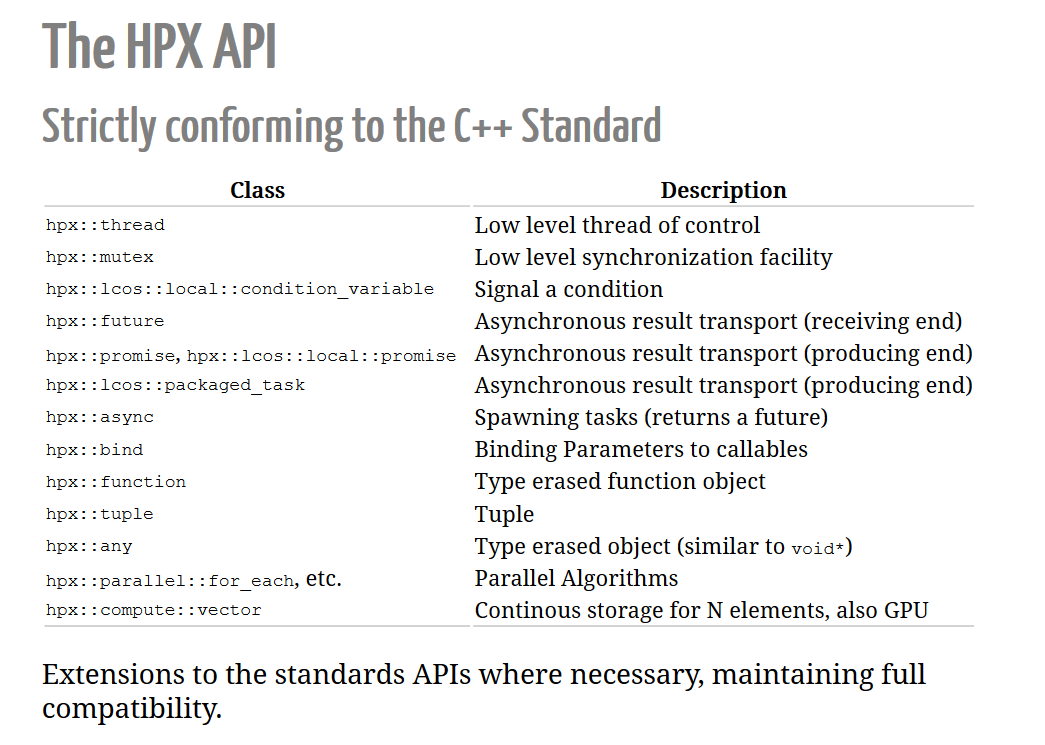 The HPX API
Strictly conforming to the C++ Standard
Class Description
hpx::thread Low level thread of control
hpx::mutex Low level synchronization facility
hpx::lcos::local::condition_variable Signal a condition
hpx::future Asynchronous result transport (receiving end)
hpx::promise, hpx::lcos::local::promise Asynchronous result transport (producing end)
hpx::lcos::packaged_task Asynchronous result transport (producing end)
hpx::async Spawning tasks (returns a future)
hpx::bind Binding Parameters to callables
hpx::function Type erased function object
hpx::tuple Tuple
hpx::any Type erased object (similar to void*)
hpx::parallel::for_each, etc. Parallel Algorithms
hpx::compute::vector Continous storage for N elements, also GPU
Extensions to the standards APIs where necessary, maintaining full
compatibility.